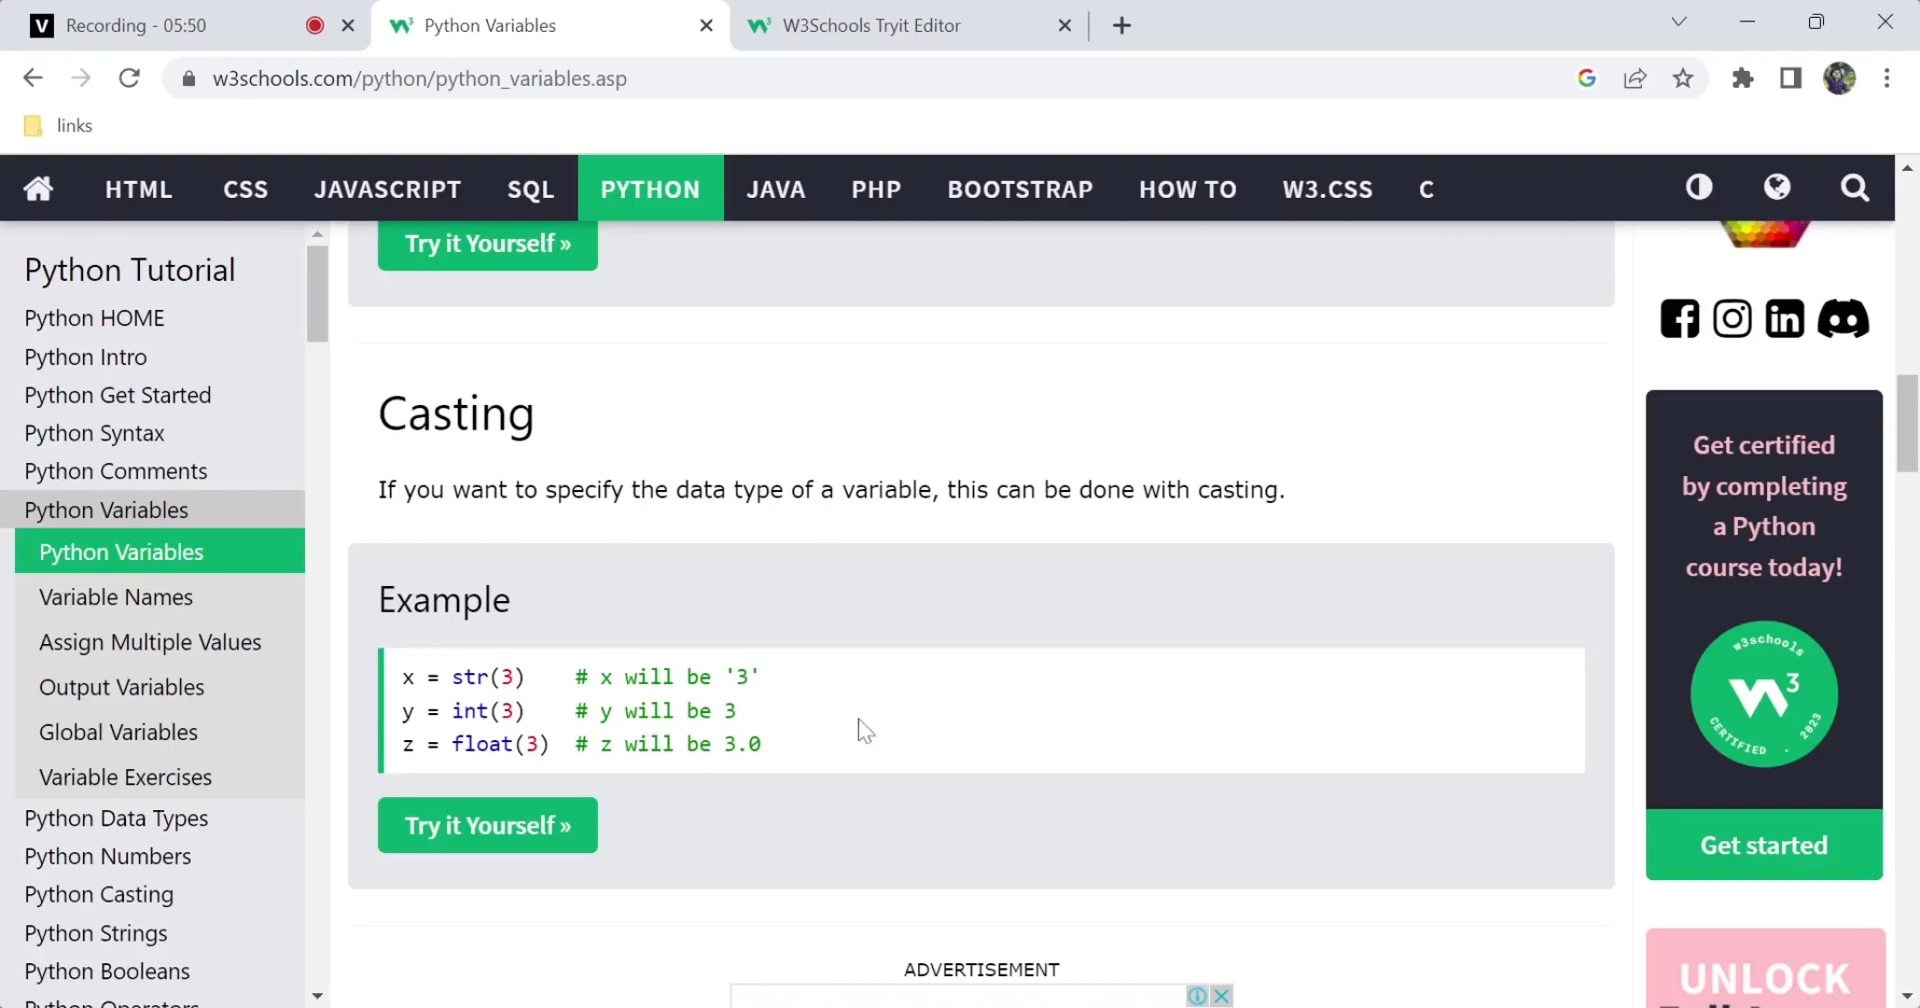 Recording - 05:50
Python Variables
W3Schools Tryit Editor
w3schools.com/python/python_variables.asp
links
HTML CSS JAVASCRIPT SQL PYTHON JAVA PHP BOOTSTRAP HOW TO W3.CSS C
Python Tutorial
Python HOME
Python Intro
Python Get Started
Python Syntax
Python Comments
Python Variables
Python Variables
Variable Names
Assign Multiple Values
Output Variables
Global Variables
Variable Exercises
Python Data Types
Python Numbers
Python Casting
Python Strings
Python Booleans
Try it Yourself »
Casting
If you want to specify the data type of a variable, this can be done with casting.
Example
x = str(3)    # x will be '3'
y = int(3)    # y will be 3
z = float(3)  # z will be 3.0
Try it Yourself »
ADVERTISEMENT
Get certified
by completing
a Python
course today!
w3schools
W3
CERTIFIED . 2023
Get started
UNLOCK